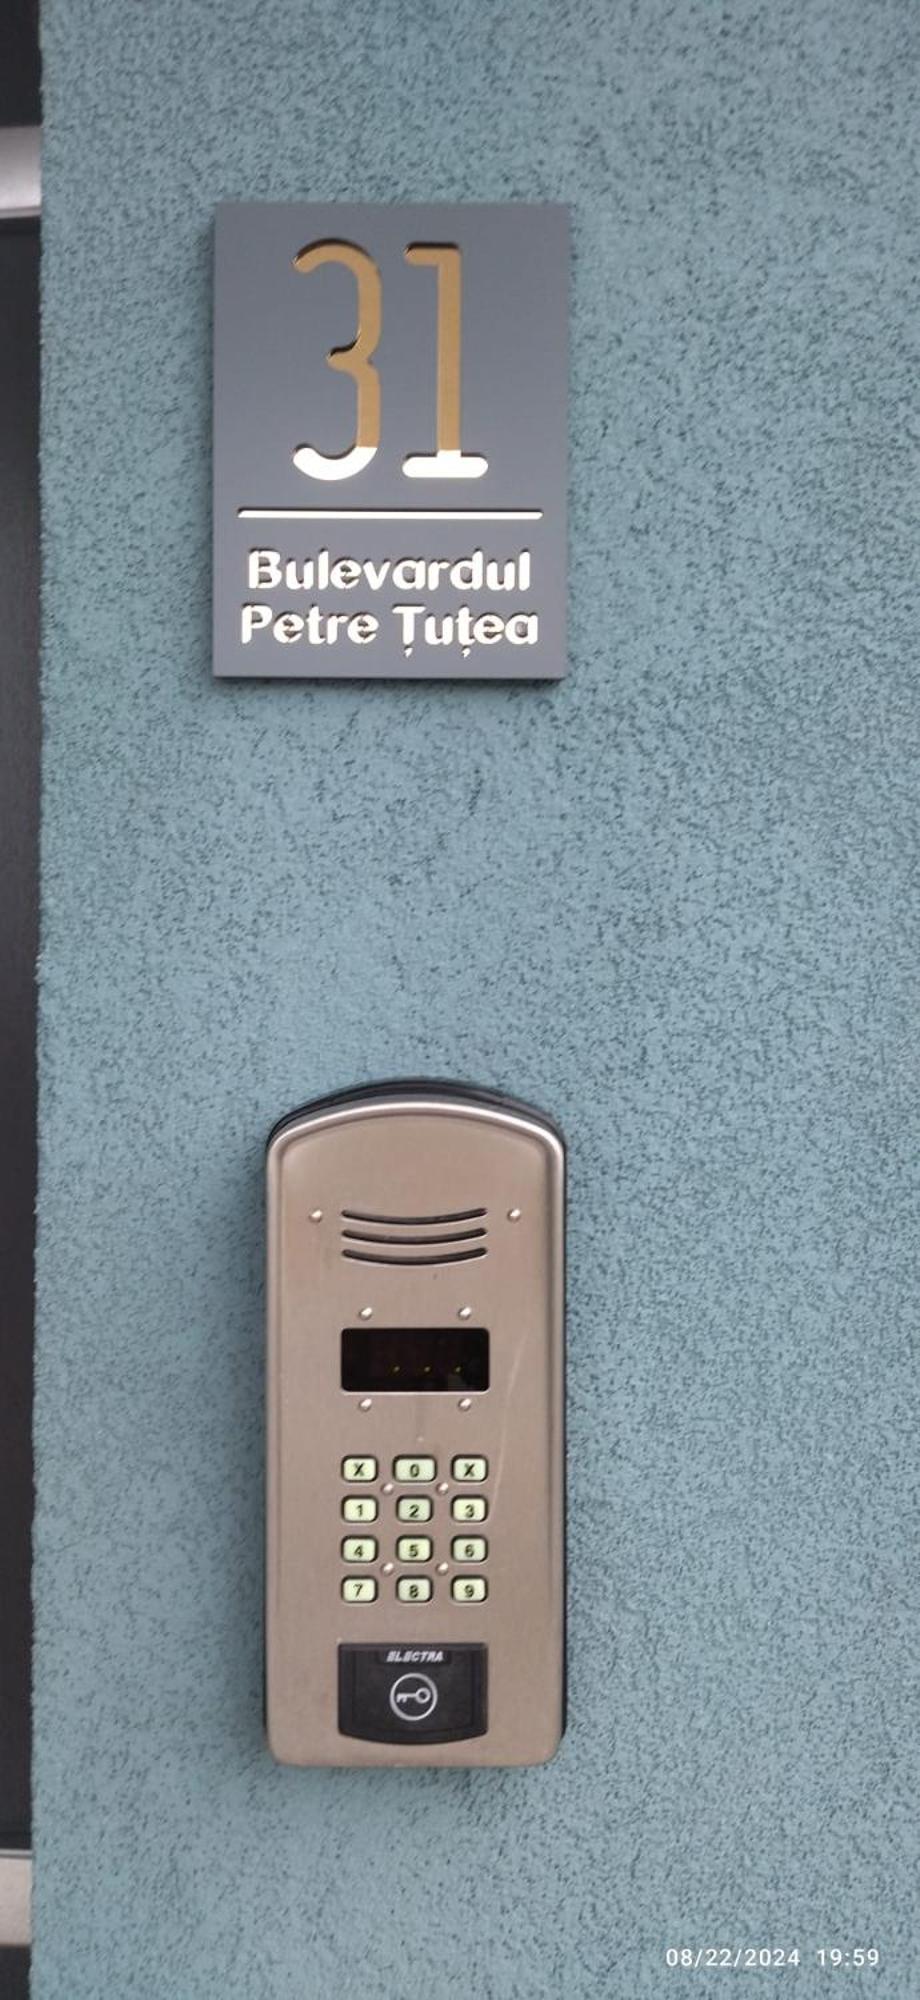 31
Bulevardul
Petre Țuțea
X 0 X
1 2 3
4 5 6
7 8 9
ELECTRA
08/22/2024 19:59